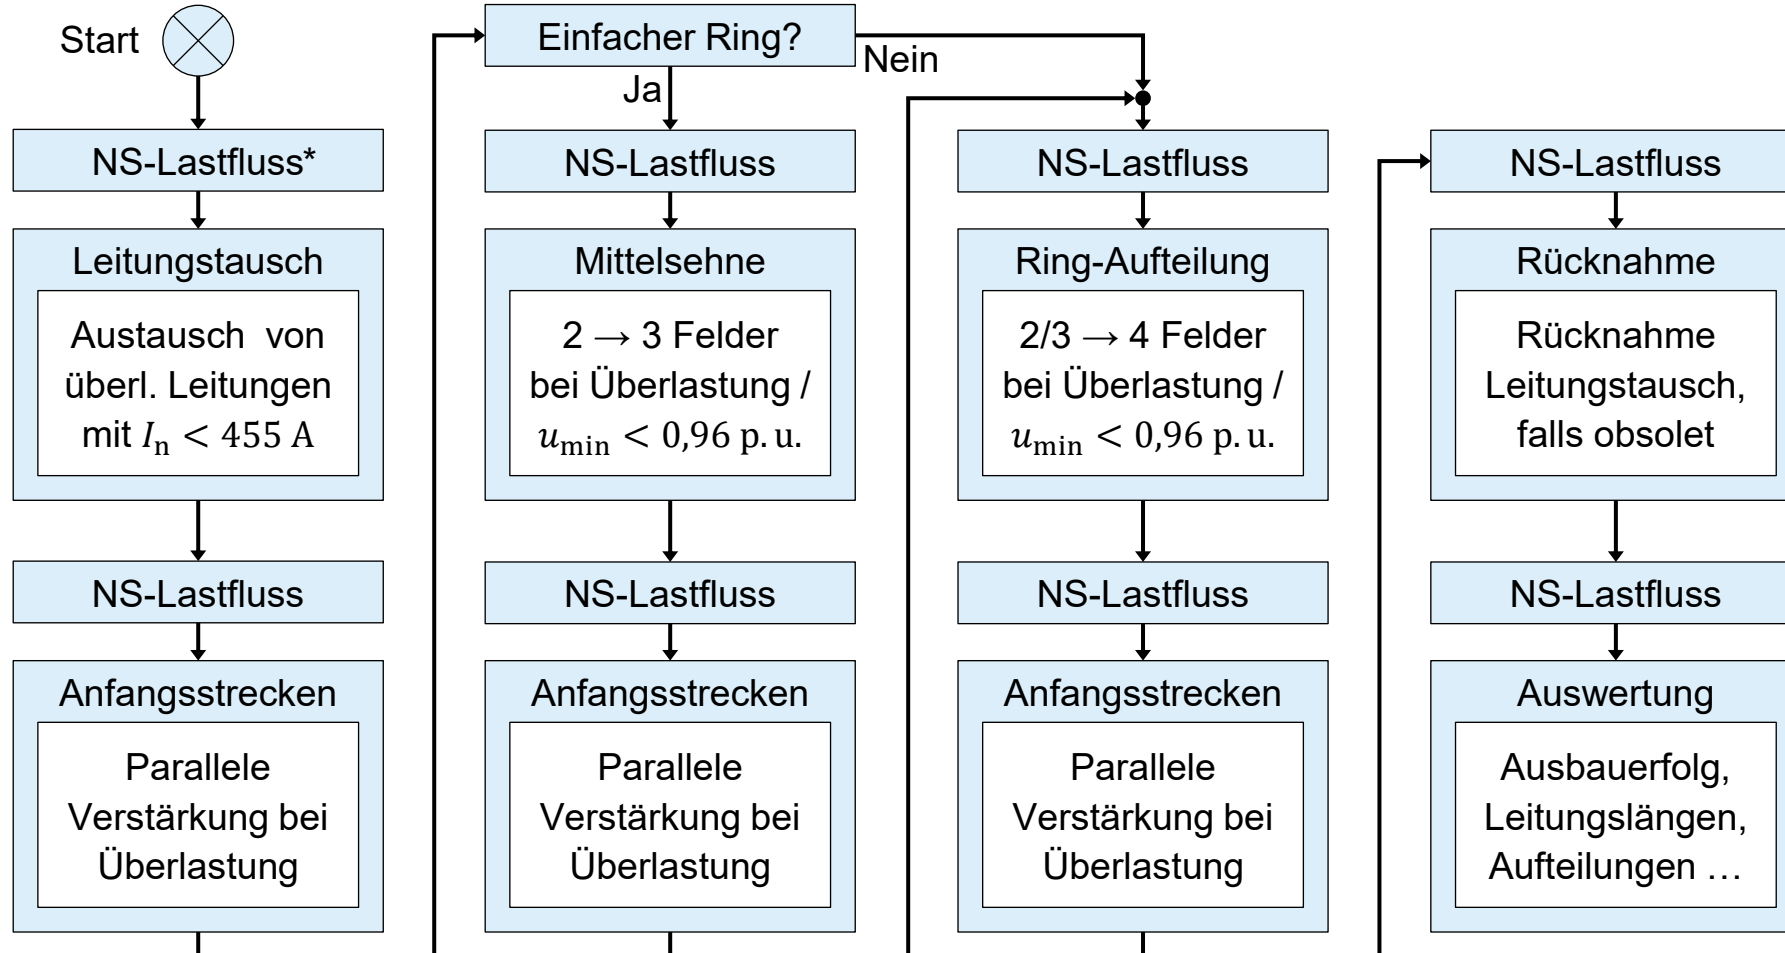 Start
NS-Lastfluss*
Leitungstausch
Austausch von
überl. Leitungen
mit Iₙ < 455 A
NS-Lastfluss
Anfangsstrecken
Parallele
Verstärkung bei
Überlastung
Einfacher Ring?
Ja
Nein
NS-Lastfluss
Mittelsehne
2 → 3 Felder
bei Überlastung /
u_min < 0,96 p. u.
NS-Lastfluss
Anfangsstrecken
Parallele
Verstärkung bei
Überlastung
NS-Lastfluss
Ring-Aufteilung
2/3 → 4 Felder
bei Überlastung /
u_min < 0,96 p. u.
NS-Lastfluss
Anfangsstrecken
Parallele
Verstärkung bei
Überlastung
NS-Lastfluss
Rücknahme
Rücknahme
Leitungstausch,
falls obsolet
NS-Lastfluss
Auswertung
Ausbauerfolg,
Leitungslängen,
Aufteilungen …